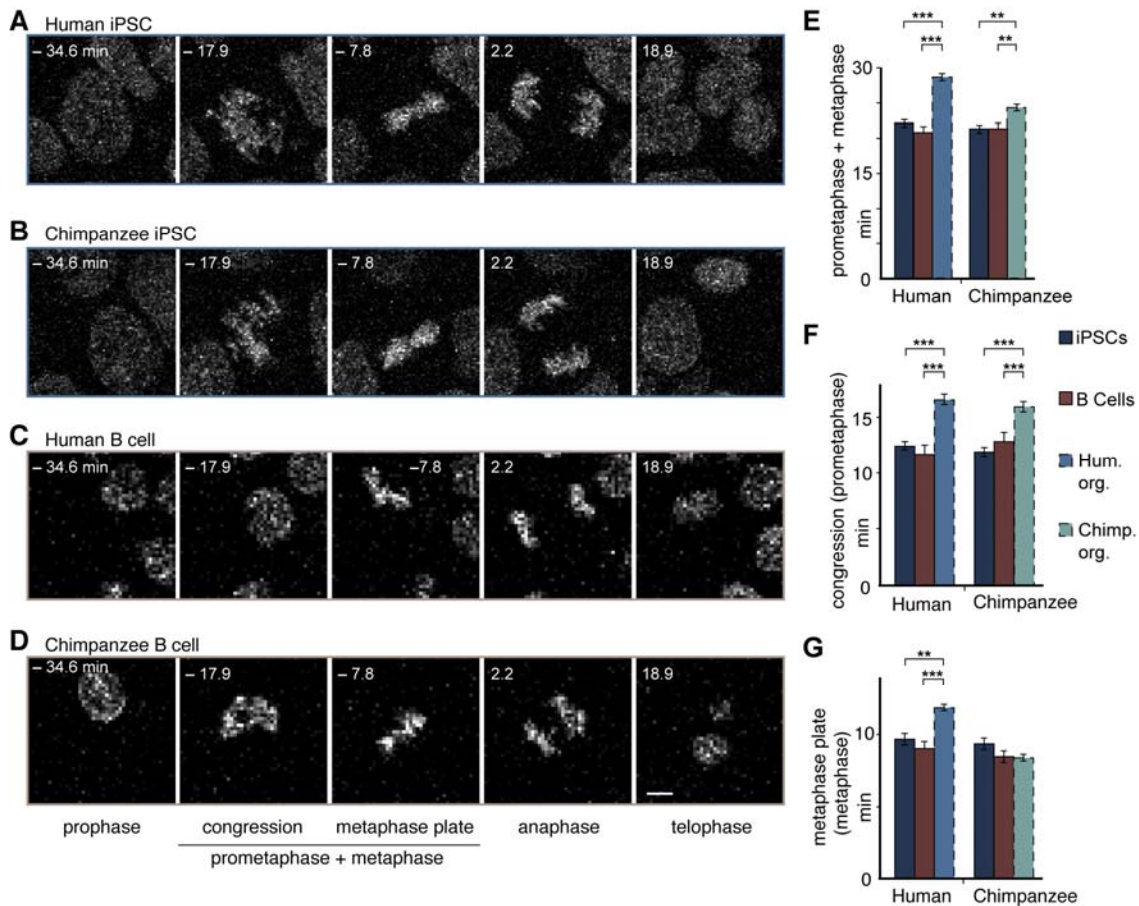 A Human iPSC
– 34.6 min – 17.9 – 7.8 2.2 18.9
B Chimpanzee iPSC
– 34.6 min – 17.9 – 7.8 2.2 18.9
C Human B cell
– 34.6 min – 17.9 –7.8 2.2 18.9
D Chimpanzee B cell
– 34.6 min – 17.9 – 7.8 2.2 18.9
prophase congression metaphase plate anaphase telophase
prometaphase + metaphase
E
*** **
*** **
prometaphase + metaphase
min
30
15
0
Human Chimpanzee
F
*** ***
*** ***
congression (prometaphase)
min
15
10
0
Human Chimpanzee
iPSCs
B Cells
Hum.
org.
Chimp.
org.
G
**
***
metaphase plate
(metaphase)
min
10
0
Human Chimpanzee